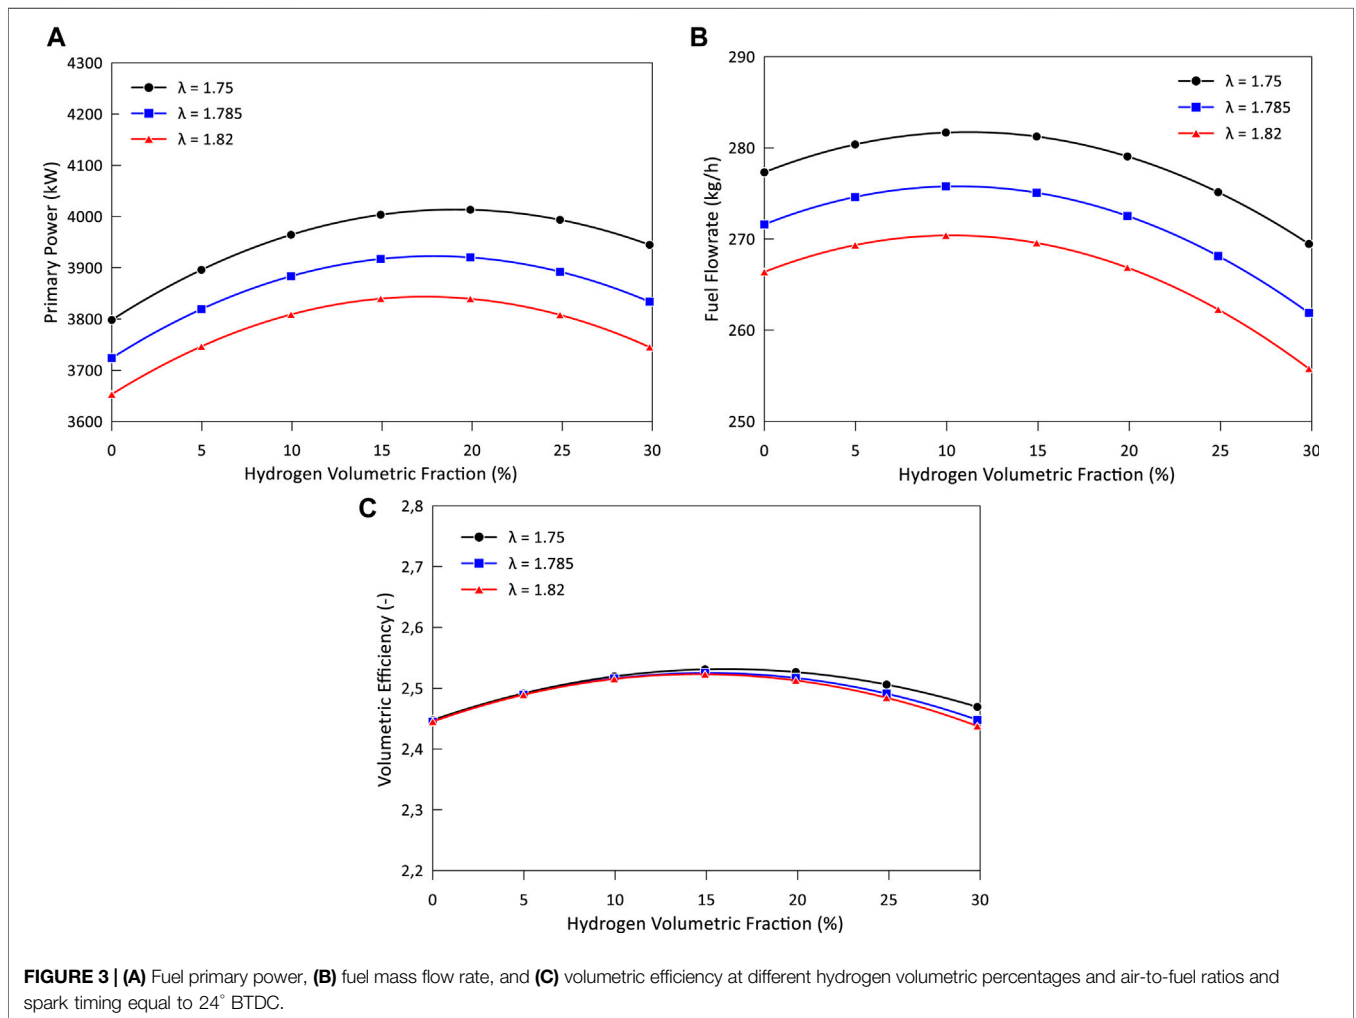 A
4300
4200
4100
4000
3900
3800
3700
3600
Primary Power (kW)
λ = 1.75
λ = 1.785
λ = 1.82
0 5 10 15 20 25 30
Hydrogen Volumetric Fraction (%)
B
290
280
270
260
250
Fuel Flowrate (kg/h)
λ = 1.75
λ = 1.785
λ = 1.82
0 5 10 15 20 25 30
Hydrogen Volumetric Fraction (%)
C
2,8
2,7
2,6
2,5
2,4
2,3
2,2
Volumetric Efficiency (-)
λ = 1.75
λ = 1.785
λ = 1.82
0 5 10 15 20 25 30
Hydrogen Volumetric Fraction (%)
FIGURE 3 | (A) Fuel primary power, (B) fuel mass flow rate, and (C) volumetric efficiency at different hydrogen volumetric percentages and air-to-fuel ratios and
spark timing equal to 24° BTDC.